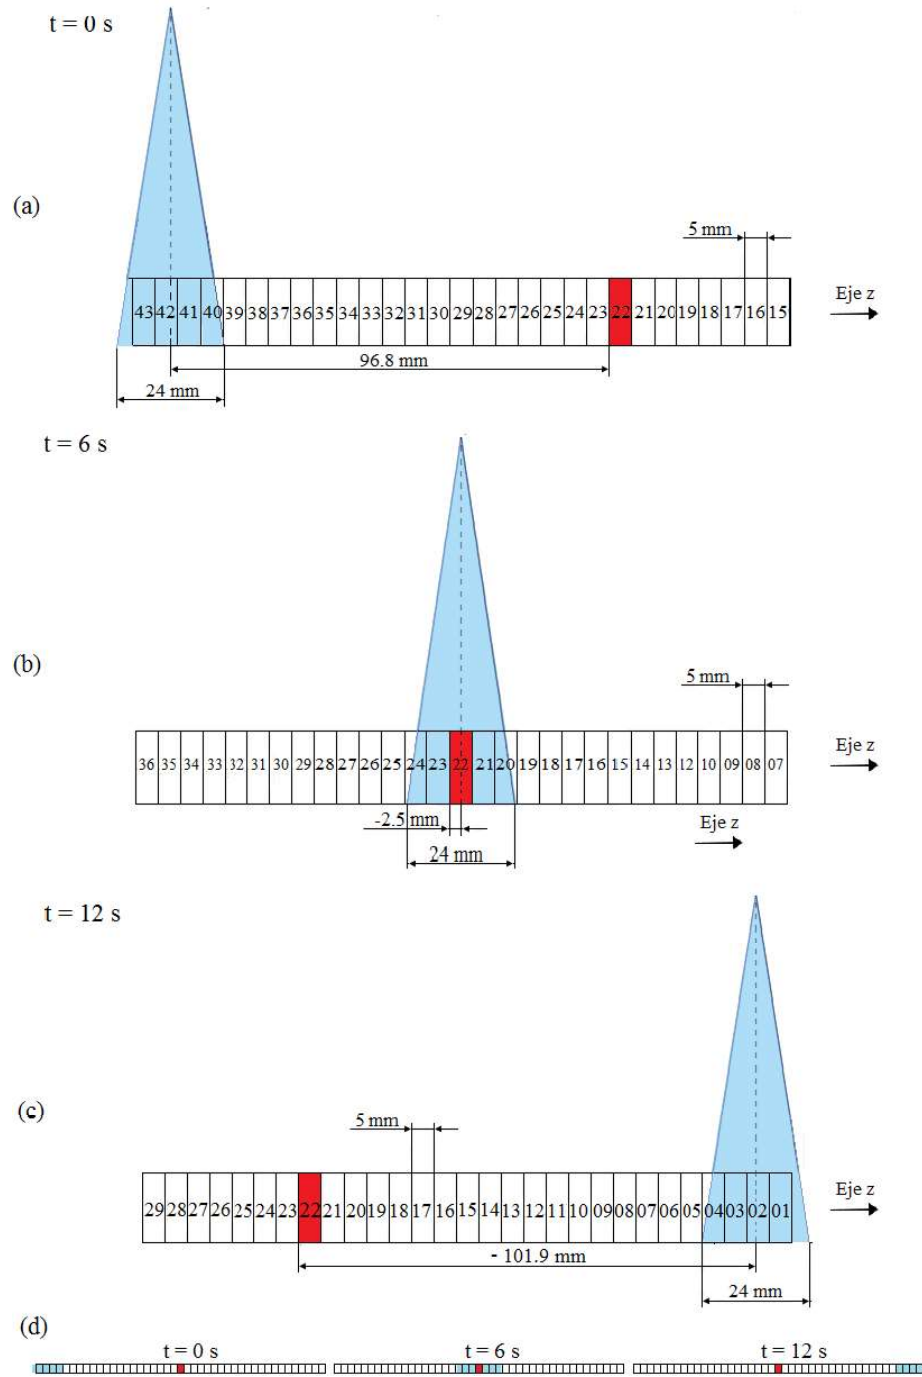 t = 0 s
(a)
5 mm
Eje z
43 42 41 40 39 38 37 36 35 34 33 32 31 30 29 28 27 26 25 24 23 22 21 20 19 18 17 16 15
96.8 mm
24 mm
t = 6 s
(b)
5 mm
Eje z
36 35 34 33 32 31 30 29 28 27 26 25 24 23 22 21 20 19 18 17 16 15 14 13 12 10 09 08 07
-2.5 mm
Eje z
24 mm
t = 12 s
(c)
5 mm
Eje z
29 28 27 26 25 24 23 22 21 20 19 18 17 16 15 14 13 12 11 10 09 08 07 06 05 04 03 02 01
- 101.9 mm
24 mm
(d)
t = 0 s t = 6 s t = 12 s